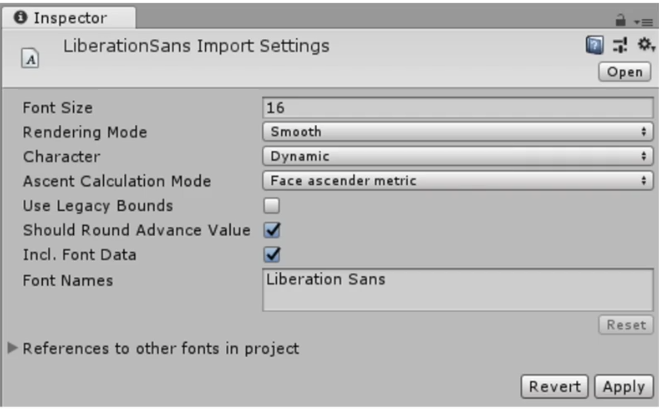 Inspector
LiberationSans Import Settings
Open
Font Size 16
Rendering Mode Smooth
Character Dynamic
Ascent Calculation Mode Face ascender metric
Use Legacy Bounds
Should Round Advance Value
Incl. Font Data
Font Names Liberation Sans
Reset
References to other fonts in project
Revert Apply